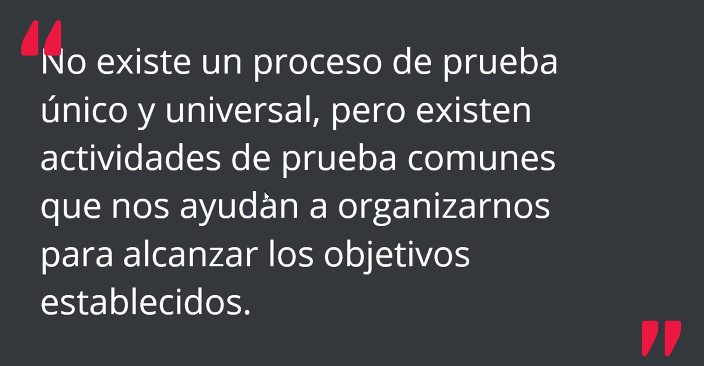 “No existe un proceso de prueba
único y universal, pero existen
actividades de prueba comunes
que nos ayudan a organizarnos
para alcanzar los objetivos
establecidos.
”